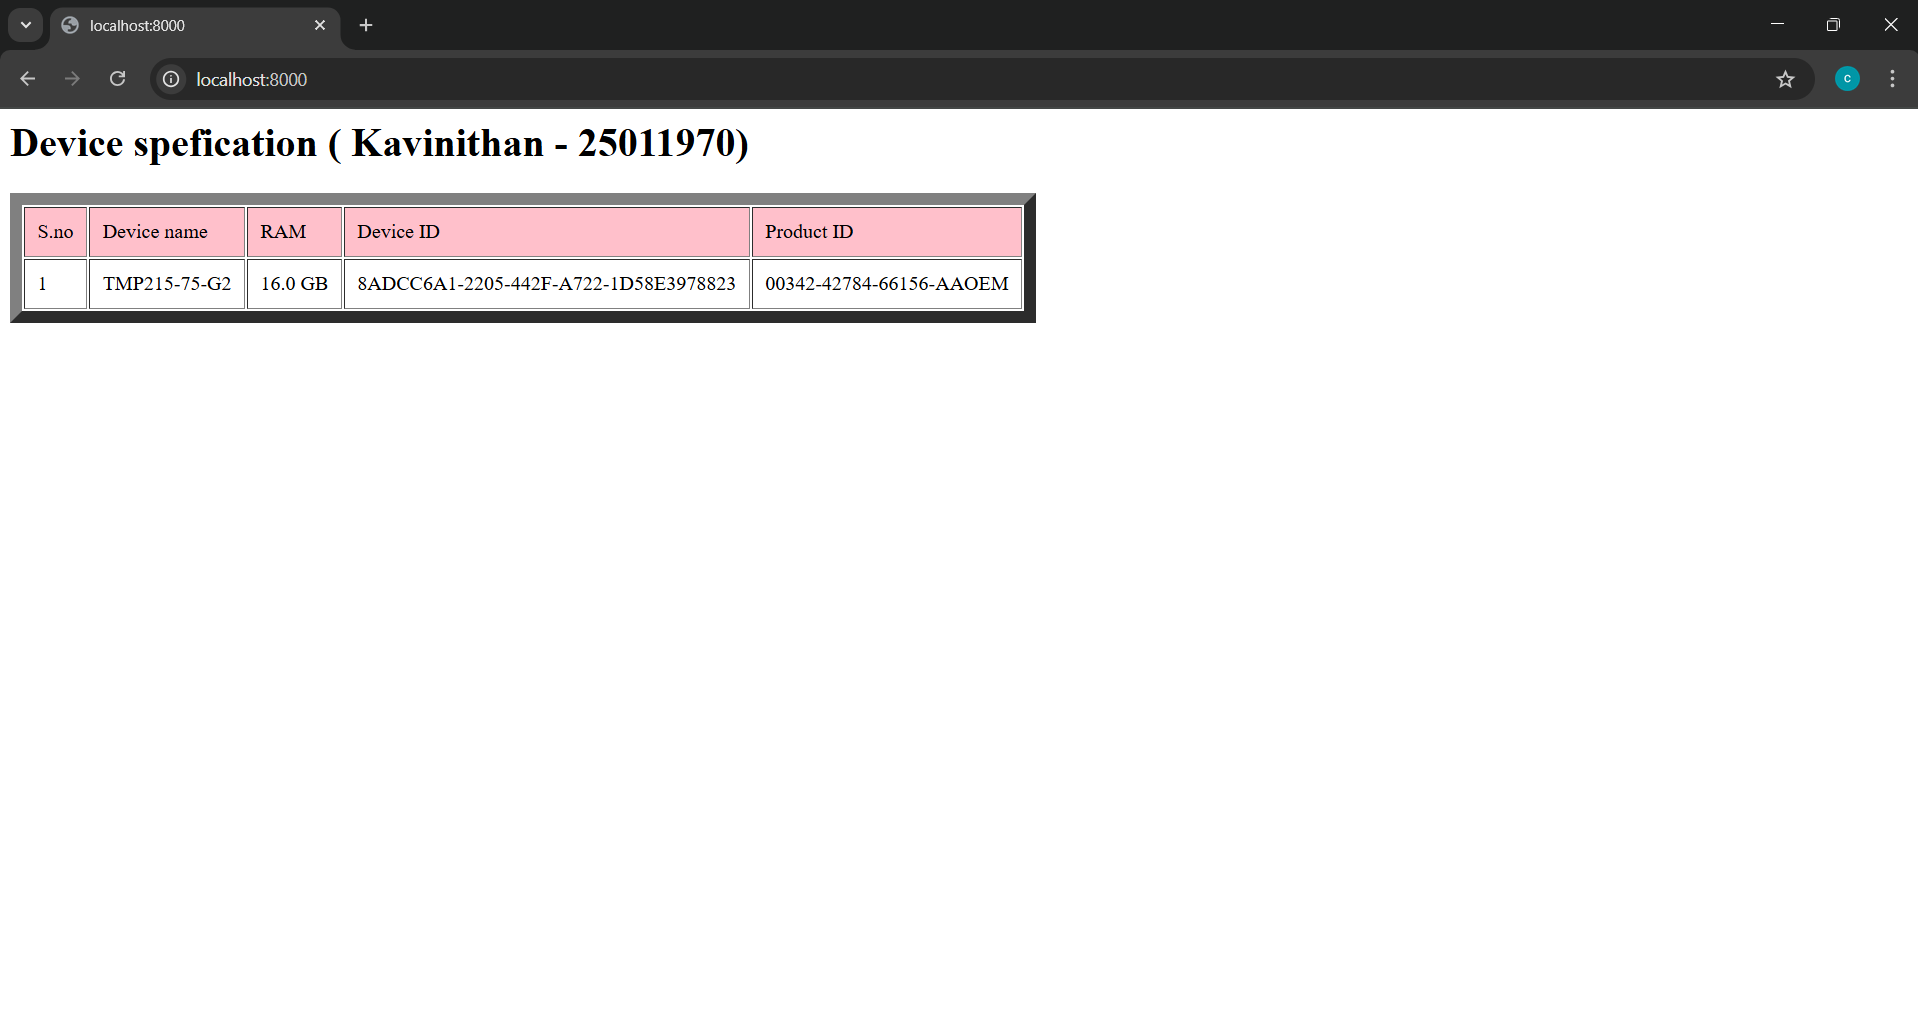 localhost:8000
localhost:8000
C
Device spefication ( Kavinithan - 25011970)
S.no Device name RAM Device ID Product ID
1 TMP215-75-G2 16.0 GB 8ADCC6A1-2205-442F-A722-1D58E3978823 00342-42784-66156-AAOEM